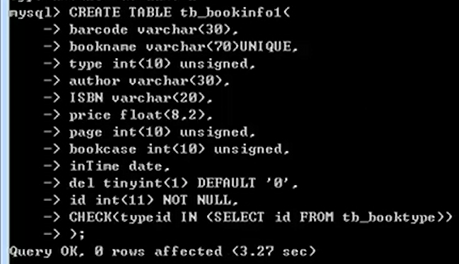 mysql> CREATE TABLE tb_bookinfo1(
-> barcode varchar(30),
-> bookname varchar(70)UNIQUE,
-> type int(10) unsigned,
-> author varchar(30),
-> ISBN varchar(20),
-> price float(8,2),
-> page int(10) unsigned,
-> bookcase int(10) unsigned,
-> inTime date,
-> del tinyint(1) DEFAULT '0',
-> id int(11) NOT NULL,
-> CHECK(typeid IN (SELECT id FROM tb_booktype))
-> );
Query OK, 0 rows affected (3.27 sec)